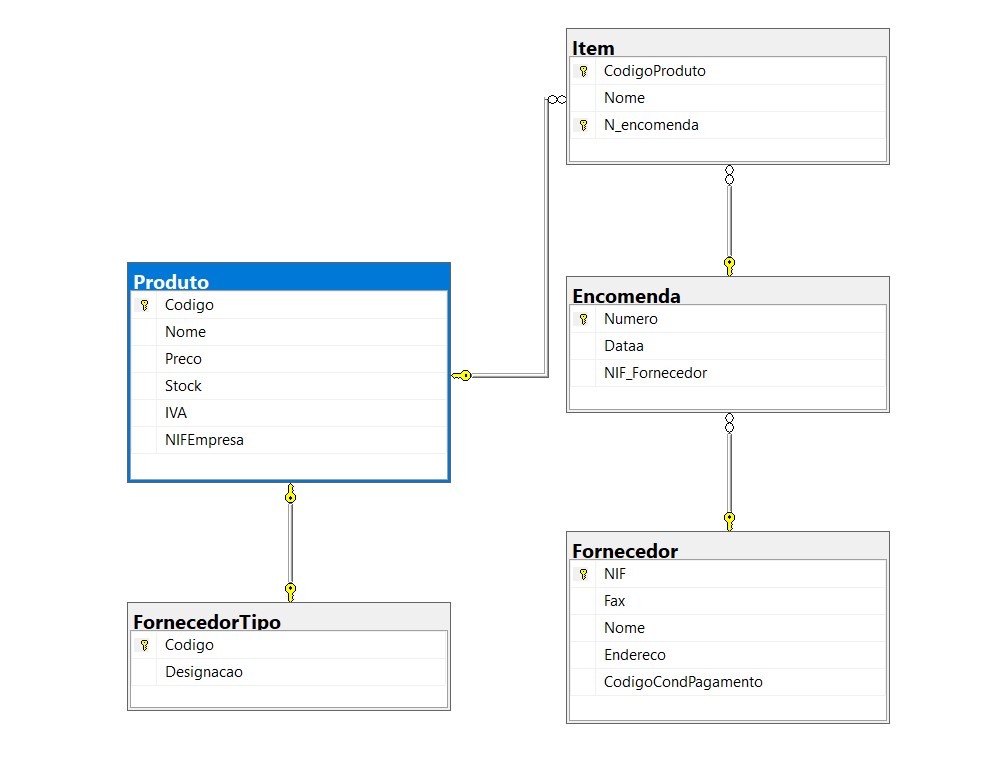 Item
CodigoProduto
Nome
N_encomenda
Produto
Codigo
Nome
Preco
Stock
IVA
NIFEmpresa
Encomenda
Numero
Dataa
NIF_Fornecedor
FornecedorTipo
Codigo
Designacao
Fornecedor
NIF
Fax
Nome
Endereco
CodigoCondPagamento